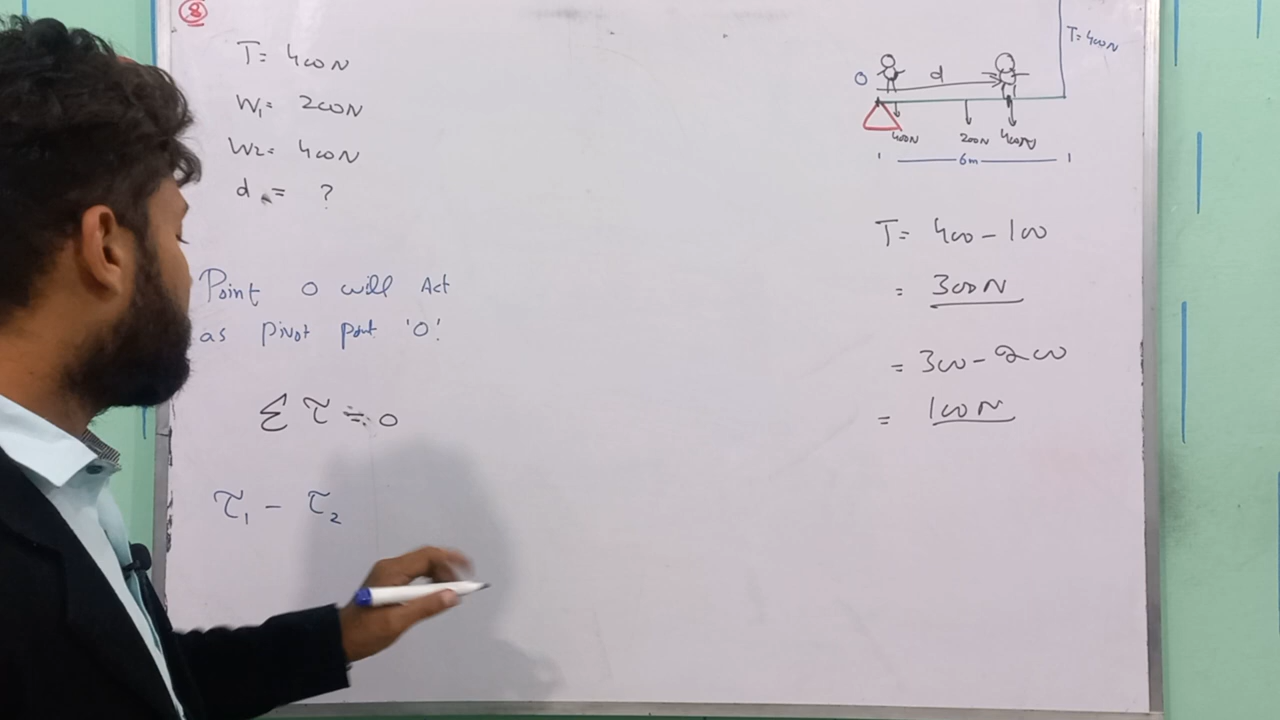 8
T = 400N
W₁ = 200N
W₂ = 400N
d = ?
Point O will Act
as pivot point 'O'.
Σ τ = 0
τ₁ - τ₂
T = 400N
O
d
400N
200N
400N
6m
T = 400 - 100
= 300N
= 300 - 200
= 100N